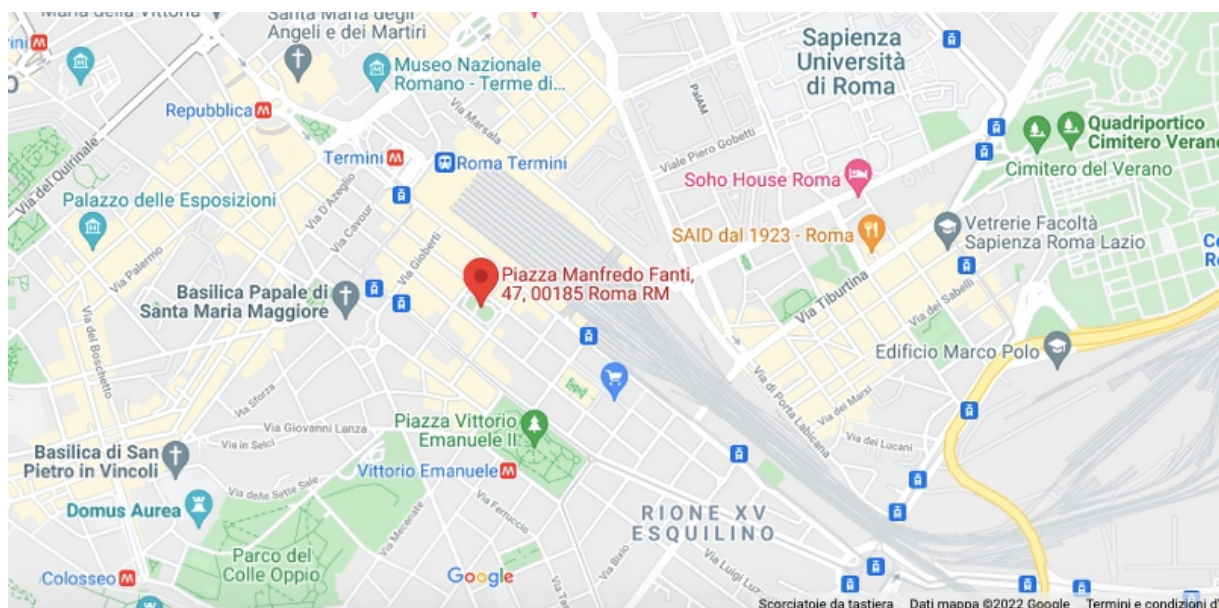 Santa Maria degli
Angeli e dei Martiri
Museo Nazionale
Romano - Terme di...
Sapienza
Università
di Roma
PalAM
Via Marsala
Repubblica
Viale Piero Gobetti
Quadriportico
Cimitero Verano
Cimitero del Verano
Termini
Roma Termini
Via del Quirinale
Soho House Roma
Via D'Azeglio
Palazzo delle Esposizioni
Via Cavour
SAID dal 1923 - Roma
Vetrerie Facoltà
Sapienza Roma Lazio
Via Palermo
Via Gioberti
Piazza Manfredo Fanti,
47, 00185 Roma RM
Basilica Papale di
Santa Maria Maggiore
Via Tiburtina
Via dei Sabelli
Via del Boschetto
Edificio Marco Polo
Via Sforza
Via di Porta Labicana
Via dei Marsi
Piazza Vittorio
Emanuele II
Via Giovanni Lanza
Via in Selci
Via dei Lucani
Basilica di San
Pietro in Vincoli
Vittorio Emanuele
Via delle Sette Sale
Domus Aurea
Via Mecenate
Via Ferruccio
RIONE XV
ESQUILINO
Via Bixio
Parco del
Colle Oppio
Via Luigi Luz
Colosseo
Google
Scorciatoie da tastiera Dati mappa ©2022 Google Termini e condizioni d'